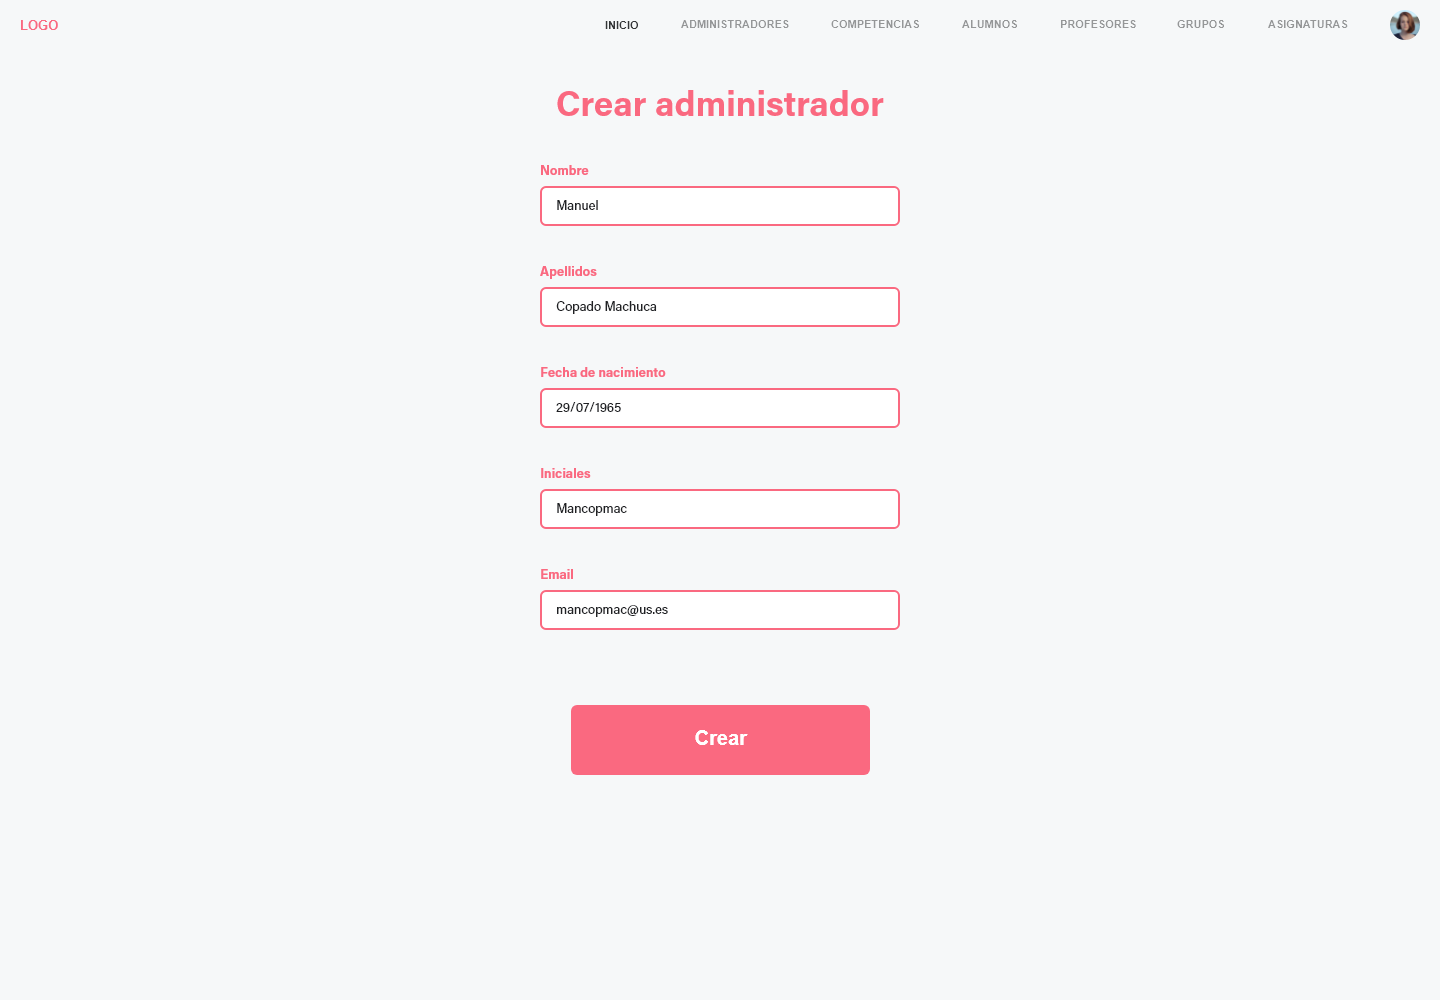 LOGO
INICIO
ADMINISTRADORES
COMPETENCIAS
ALUMNOS
PROFESORES
GRUPOS
ASIGNATURAS
Crear administrador
Nombre
Manuel
Apellidos
Copado Machuca
Fecha de nacimiento
29/07/1965
Iniciales
Mancopmac
Email
mancopmac@us.es
Crear